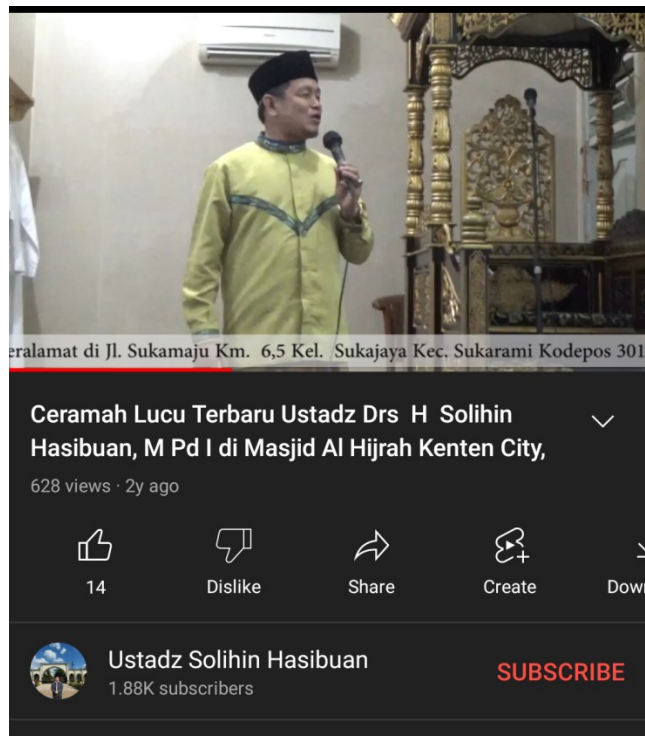 eralamat di Jl. Sukamaju Km. 6,5 Kel. Sukajaya Kec. Sukarami Kodepos 301
Ceramah Lucu Terbaru Ustadz Drs H Solihin
Hasibuan, M Pd I di Masjid Al Hijrah Kenten City,
628 views · 2y ago
14 Dislike Share Create Dow
Ustadz Solihin Hasibuan
SUBSCRIBE
1.88K subscribers